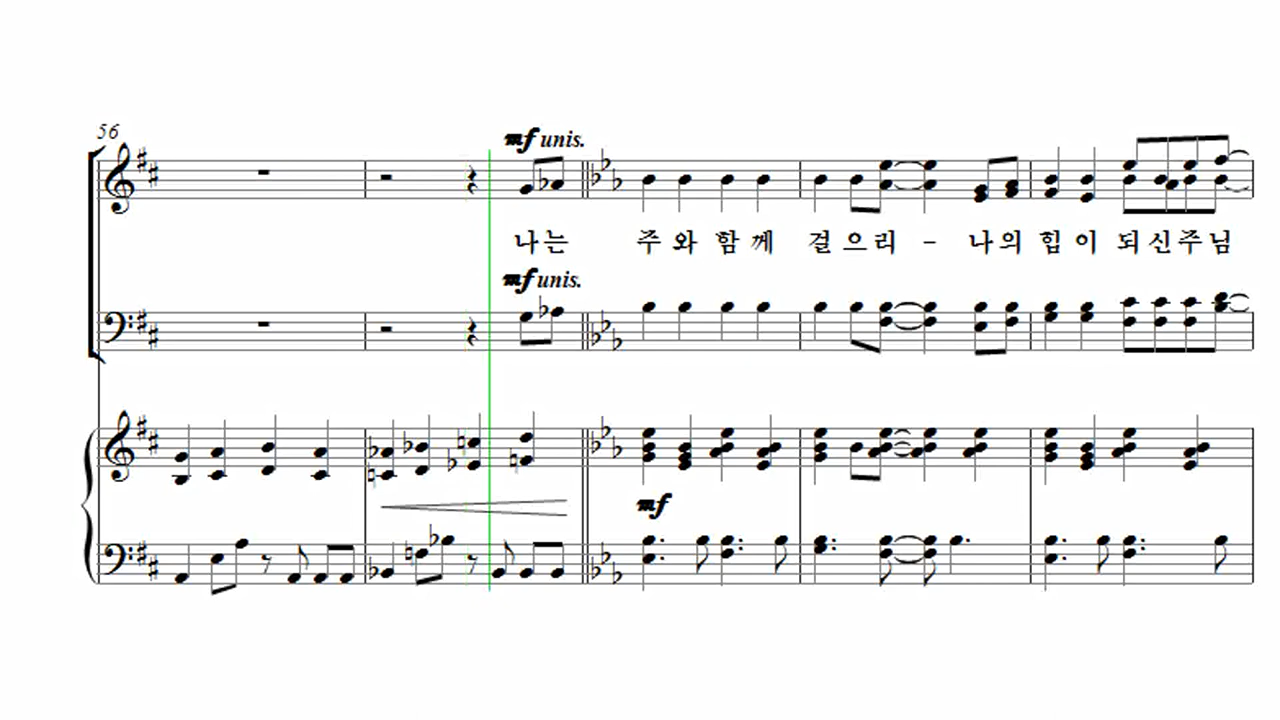 56
mf unis.
나는 주와함께 걸으리 - 나의힘이 되신주님
mf unis.
mf